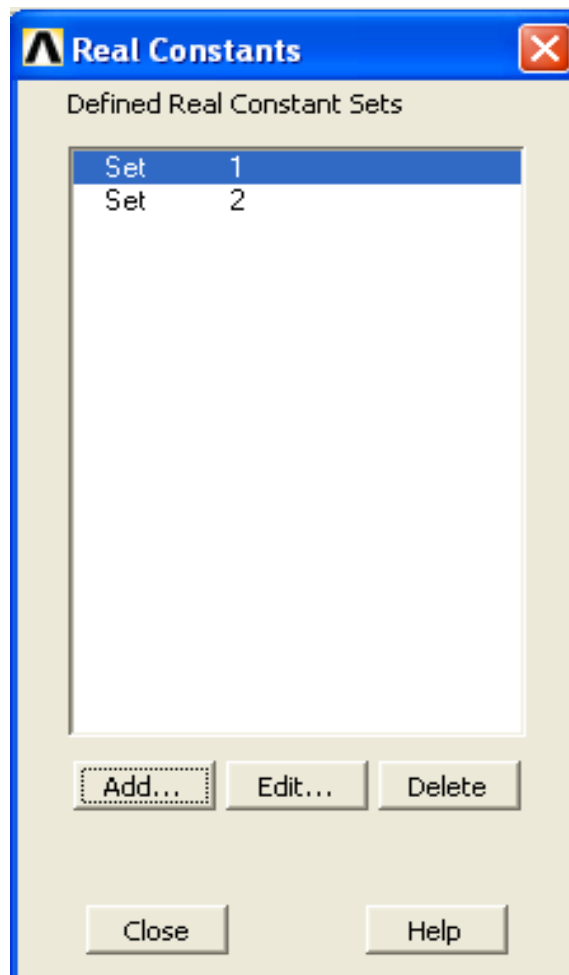 Real Constants
Defined Real Constant Sets
Set 1
Set 2
Add... Edit... Delete
Close Help